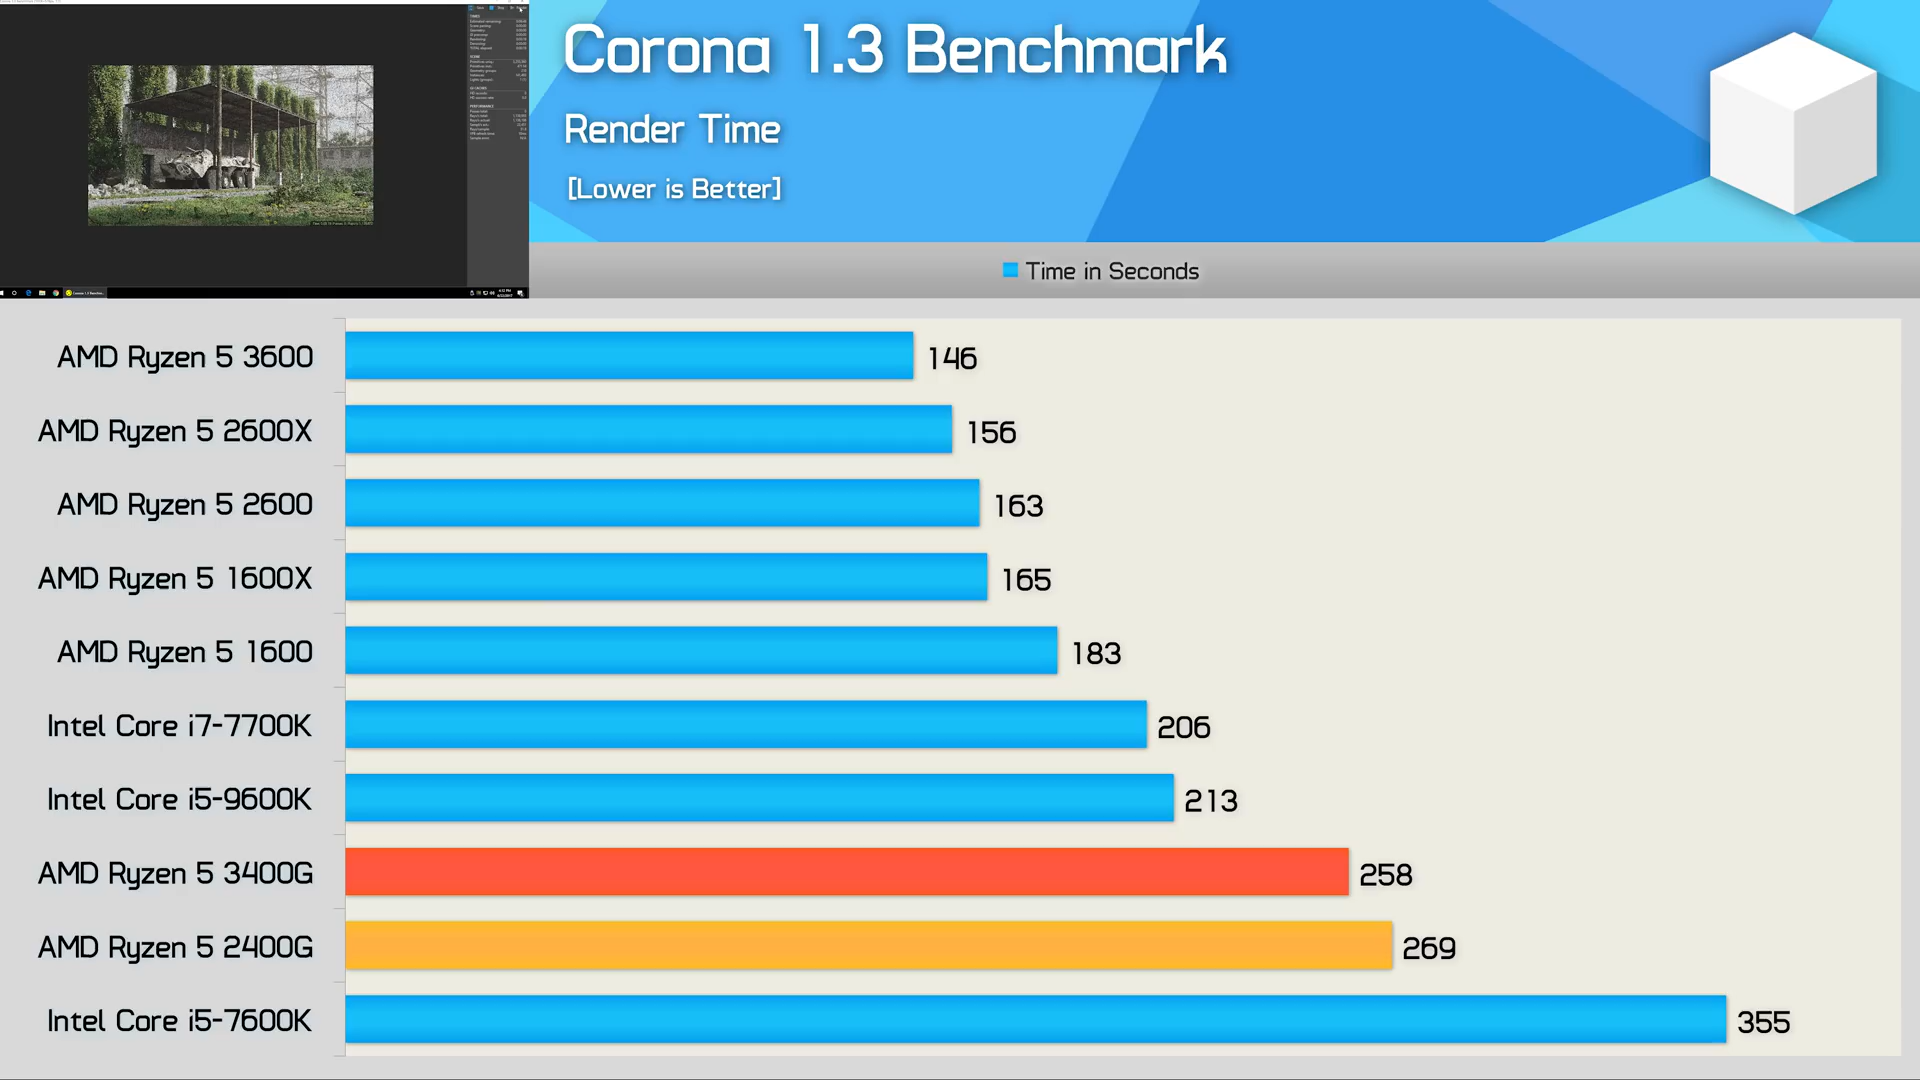 Corona 1.3 Benchmark
Render Time
[Lower is Better]
Time in Seconds
AMD Ryzen 5 3600 146
AMD Ryzen 5 2600X 156
AMD Ryzen 5 2600 163
AMD Ryzen 5 1600X 165
AMD Ryzen 5 1600 183
Intel Core i7-7700K 206
Intel Core i5-9600K 213
AMD Ryzen 5 3400G 258
AMD Ryzen 5 2400G 269
Intel Core i5-7600K 355